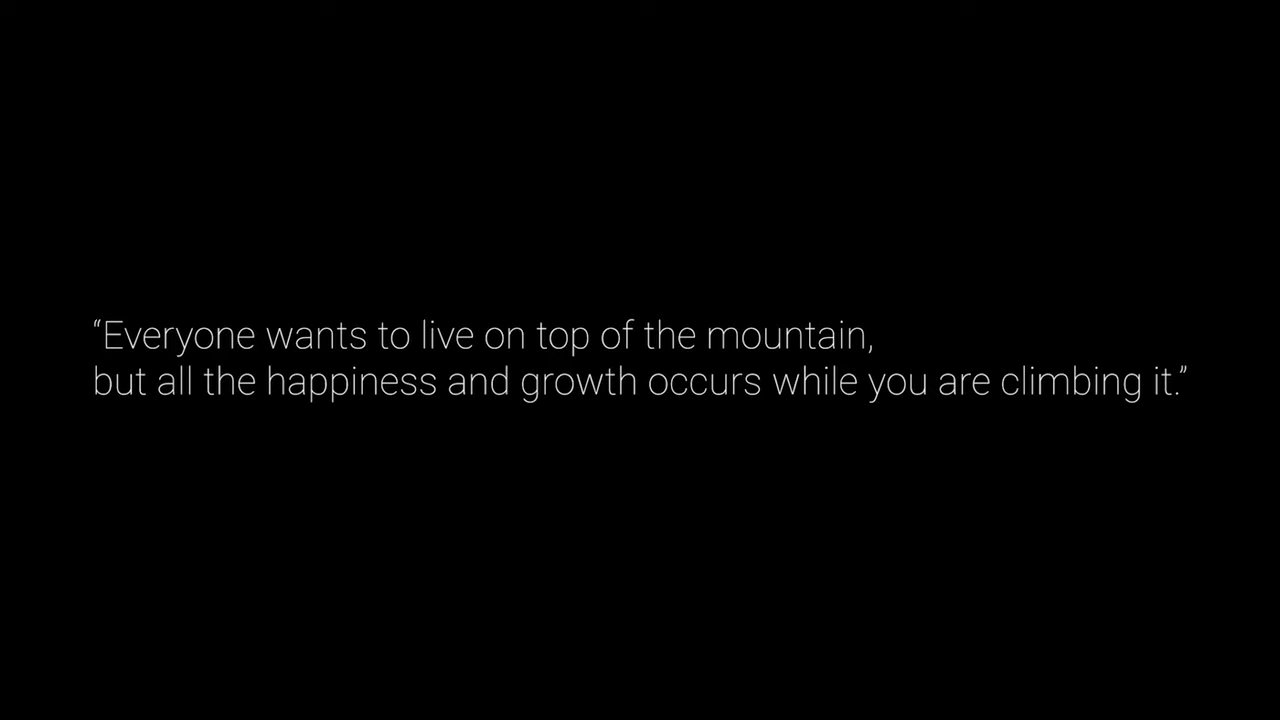 “Everyone wants to live on top of the mountain,
but all the happiness and growth occurs while you are climbing it.”